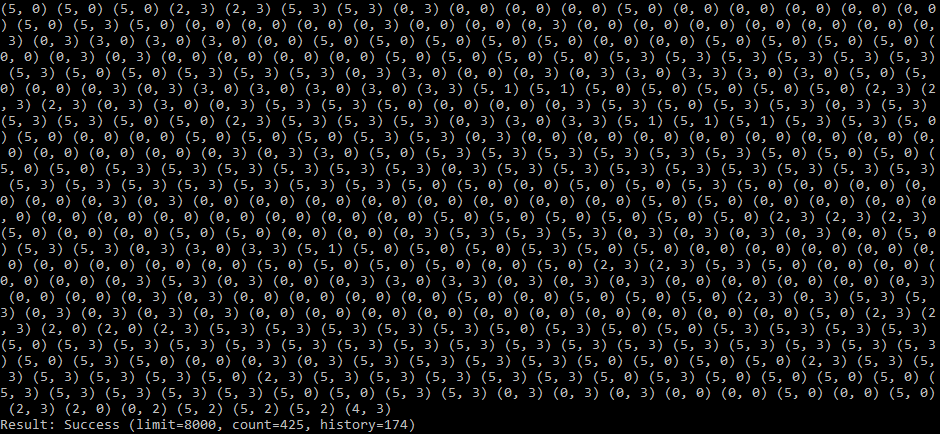 (5, 0) (5, 0) (5, 0) (2, 3) (2, 3) (5, 3) (5, 3) (0, 3) (0, 0) (0, 0) (0, 0) (0, 0) (5, 0) (0, 0) (0, 0) (0, 0) (0, 0
) (5, 0) (5, 3) (5, 0) (0, 0) (0, 3) (0, 0) (0, 0) (0, 3) (0, 0) (0, 0) (0, 0) (0, 0) (0, 0) (0, 0) (0, 0) (0, 0) (0,
3) (0, 3) (3, 0) (3, 0) (3, 0) (0, 0) (5, 0) (5, 0) (5, 0) (5, 0) (0, 0) (0, 0) (0, 0) (5, 0) (5, 0) (5, 0) (5, 0) (
0, 0) (0, 3) (0, 3) (0, 0) (0, 0) (0, 0) (0, 0) (5, 0) (5, 0) (5, 0) (5, 0) (5, 0) (5, 3) (5, 3) (5, 3) (5, 3) (5, 3)
(5, 3) (5, 0) (5, 0) (5, 3) (5, 3) (5, 3) (0, 3) (3, 0) (0, 0) (0, 0) (0, 3) (0, 3) (3, 0) (3, 3) (3, 0) (5, 0) (5, 0
) (0, 0) (0, 3) (0, 3) (3, 0) (3, 0) (3, 0) (3, 0) (3, 3) (5, 1) (5, 1) (5, 0) (5, 0) (5, 0) (5, 0) (5, 0) (2, 3) (2
, 3) (2, 3) (0, 3) (3, 0) (0, 3) (5, 3) (5, 3) (5, 0) (0, 0) (0, 0) (0, 3) (5, 3) (5, 0) (5, 3) (5, 3) (0, 3) (5, 3)
(5, 3) (5, 3) (5, 0) (5, 0) (2, 3) (5, 3) (5, 3) (5, 3) (0, 3) (3, 0) (3, 3) (5, 1) (5, 1) (5, 1) (5, 3) (5, 3) (5, 0
) (5, 0) (0, 0) (0, 0) (5, 0) (5, 0) (5, 0) (5, 3) (5, 3) (0, 3) (0, 0) (0, 0) (0, 0) (0, 0) (0, 0) (0, 0) (0, 0) (0,
0) (0, 0) (0, 0) (0, 0) (0, 3) (0, 3) (3, 0) (5, 0) (5, 3) (5, 3) (5, 3) (5, 3) (5, 3) (5, 3) (5, 0) (5, 0) (5, 0) (
5, 0) (5, 0) (5, 3) (5, 3) (5, 3) (5, 3) (5, 3) (5, 3) (0, 3) (5, 3) (5, 3) (5, 3) (5, 3) (5, 3) (5, 3) (5, 3) (5, 3)
(5, 3) (5, 3) (5, 3) (5, 3) (5, 3) (5, 3) (5, 3) (5, 0) (5, 0) (0, 0) (0, 0) (5, 0) (5, 3) (5, 0) (0, 0) (0, 0) (0, 0
) (0, 0) (0, 3) (0, 3) (0, 0) (0, 0) (0, 0) (0, 0) (0, 0) (0, 0) (0, 0) (0, 0) (0, 0) (0, 0) (0, 0) (0, 0) (5, 0) (0
, 0) (0, 0) (0, 0) (0, 0) (0, 0) (0, 0) (0, 0) (0, 0) (5, 0) (5, 0) (5, 0) (5, 0) (5, 0) (5, 0) (2, 3) (2, 3) (2, 3)
(5, 0) (0, 0) (0, 0) (0, 0) (0, 3) (5, 3) (5, 3) (5, 3) (5, 0) (0, 0) (0, 3) (0, 3) (0, 0) (0, 3) (0, 0) (0, 0) (5, 0
) (5, 3) (5, 3) (0, 3) (3, 0) (3, 3) (5, 1) (5, 0) (5, 0) (5, 3) (5, 0) (5, 0) (0, 0) (0, 0) (0, 0) (0, 0) (0, 0) (0,
0) (0, 0) (0, 0) (0, 0) (0, 0) (5, 0) (5, 0) (5, 0) (5, 0) (0, 0) (5, 0) (2, 3) (2, 3) (5, 3) (5, 0) (0, 0) (0, 0) (
0, 0) (0, 0) (0, 3) (5, 3) (0, 0) (0, 3) (3, 0) (3, 0) (0, 3) (0, 3) (3, 0) (0, 0) (0, 0) (0, 0) (0, 0) (0, 0) (0, 3)
(0, 0) (0, 0) (0, 3) (0, 3) (0, 0) (0, 0) (0, 0) (0, 0) (5, 0) (0, 0) (5, 0) (5, 0) (5, 0) (2, 3) (0, 3) (5, 3) (5, 3
) (0, 3) (0, 3) (0, 0) (0, 3) (0, 3) (0, 0) (0, 0) (0, 0) (0, 0) (0, 0) (0, 0) (0, 0) (0, 0) (0, 0) (5, 0) (2, 3) (2
, 3) (2, 0) (2, 0) (2, 3) (5, 3) (5, 3) (5, 3) (5, 3) (5, 0) (5, 3) (5, 0) (5, 3) (5, 3) (5, 3) (5, 3) (5, 3) (5, 3)
(5, 0) (5, 3) (5, 3) (5, 3) (5, 3) (5, 3) (5, 3) (5, 3) (5, 3) (5, 3) (5, 3) (5, 0) (5, 3) (5, 3) (5, 3) (5, 3) (5, 3
) (5, 0) (5, 3) (5, 0) (0, 0) (0, 3) (0, 3) (5, 3) (5, 3) (5, 3) (5, 3) (5, 0) (5, 0) (5, 0) (5, 0) (2, 3) (5, 3) (5,
3) (5, 3) (5, 3) (5, 3) (5, 0) (2, 3) (5, 3) (5, 3) (5, 3) (5, 3) (5, 3) (5, 3) (5, 0) (5, 0) (5, 0) (5, 0) (5, 0) (
5, 3) (5, 3) (5, 3) (5, 3) (5, 3) (5, 0) (5, 0) (5, 3) (5, 3) (0, 3) (0, 3) (0, 0) (0, 0) (0, 0) (5, 0) (0, 0) (5, 0)
(2, 3) (2, 0) (0, 2) (5, 2) (5, 2) (5, 2) (4, 3)
Result: Success (limit=8000, count=425, history=174)